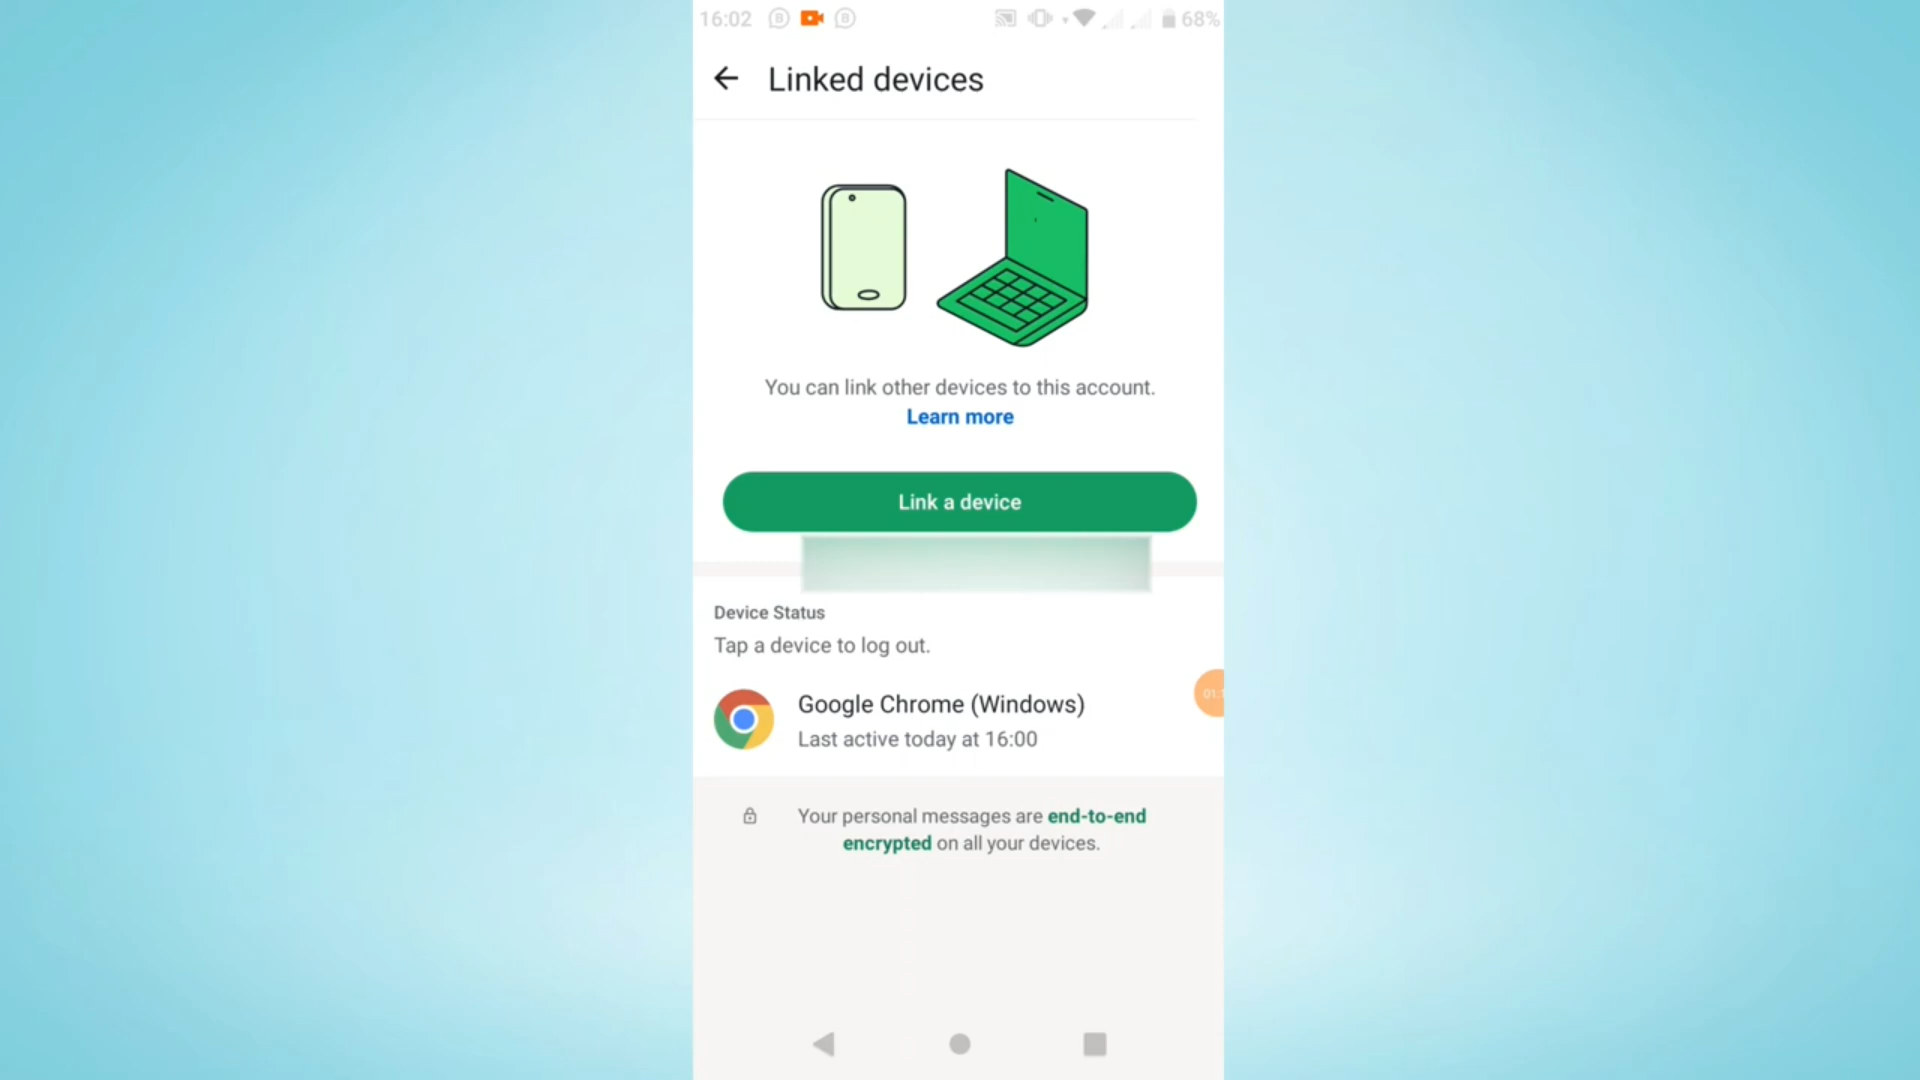 16:02
68%
Linked devices
You can link other devices to this account.
Learn more
Link a device
Device Status
Tap a device to log out.
Google Chrome (Windows)
Last active today at 16:00
Your personal messages are end-to-end
encrypted on all your devices.